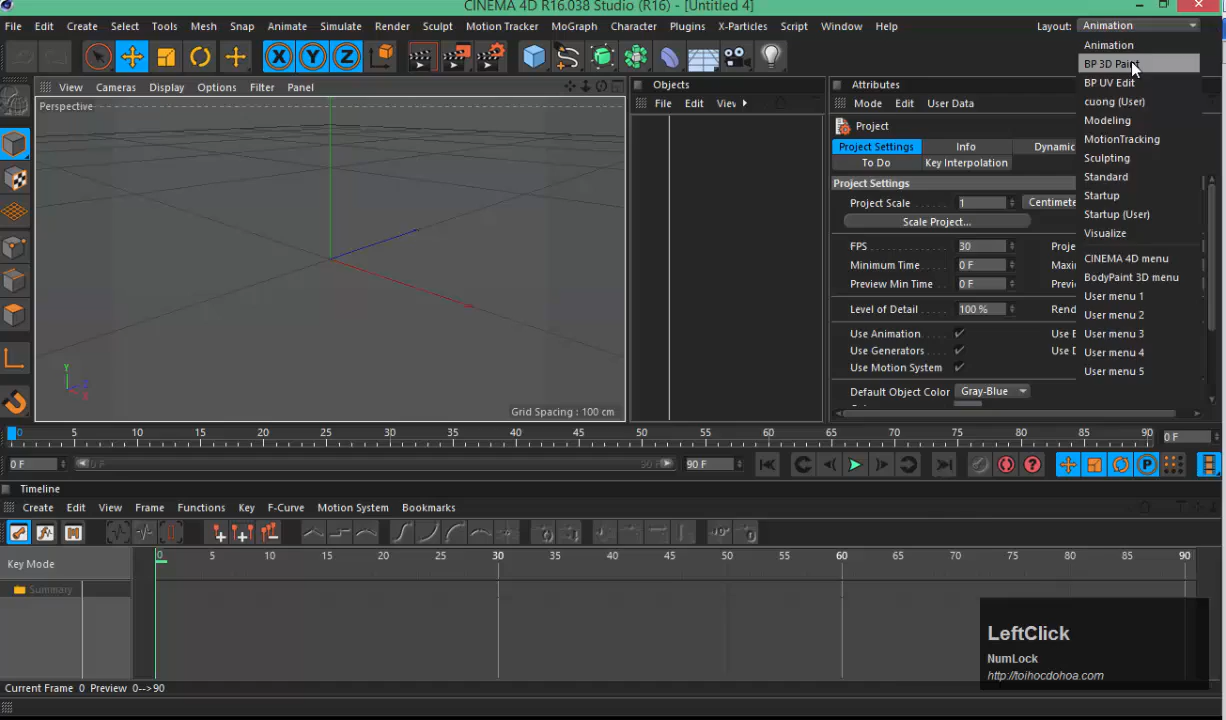 CINEMA 4D R16.038 Studio (R16) - [Untitled 4]
File Edit Create Select Tools Mesh Snap Animate Simulate Render Sculpt Motion Tracker MoGraph Character Plugins X-Particles Script Window Help Layout: Animation
X Y Z
View Cameras Display Options Filter Panel
Perspective
Y
Z
X
Grid Spacing : 100 cm
Objects
File Edit Viev
Attributes
Mode Edit User Data
Project
Project Settings Info Dynamic
To Do Key Interpolation
Project Settings
Project Scale 1 Centimete
Scale Project...
FPS 30 Proje
Minimum Time 0 F Maxi
Preview Min Time 0 F Previ
Level of Detail 100 % Rend
Use Animation Use E
Use Generators Use D
Use Motion System
Default Object Color Gray-Blue
Animation
BP 3D Paint
BP UV Edit
cuong (User)
Modeling
MotionTracking
Sculpting
Standard
Startup
Startup (User)
Visualize
CINEMA 4D menu
BodyPaint 3D menu
User menu 1
User menu 2
User menu 3
User menu 4
User menu 5
0 5 10 15 20 25 30 35 40 45 50 55 60 65 70 75 80 85 90 0 F
0 F 0 F 90 F 90 F P
Timeline
Create Edit View Frame Functions Key F-Curve Motion System Bookmarks
Key Mode
0 5 10 15 20 25 30 35 40 45 50 55 60 65 70 75 80 85 90
Summary
LeftClick
NumLock
http://toihocdohoa.com
Current Frame 0 Preview 0-->90